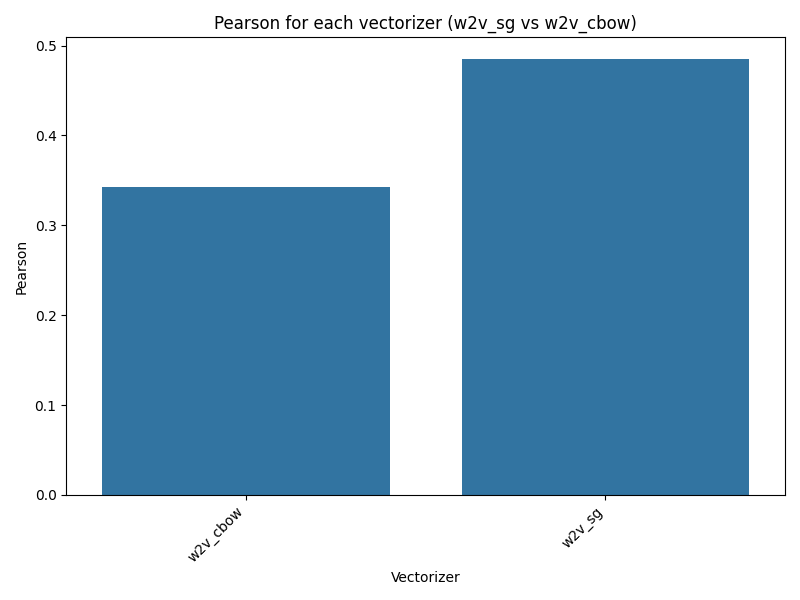 Pearson for each vectorizer (w2v_sg vs w2v_cbow)
0.5
0.4
0.3
0.2
0.1
0.0
Pearson
w2v_cbow
w2v_sg
Vectorizer